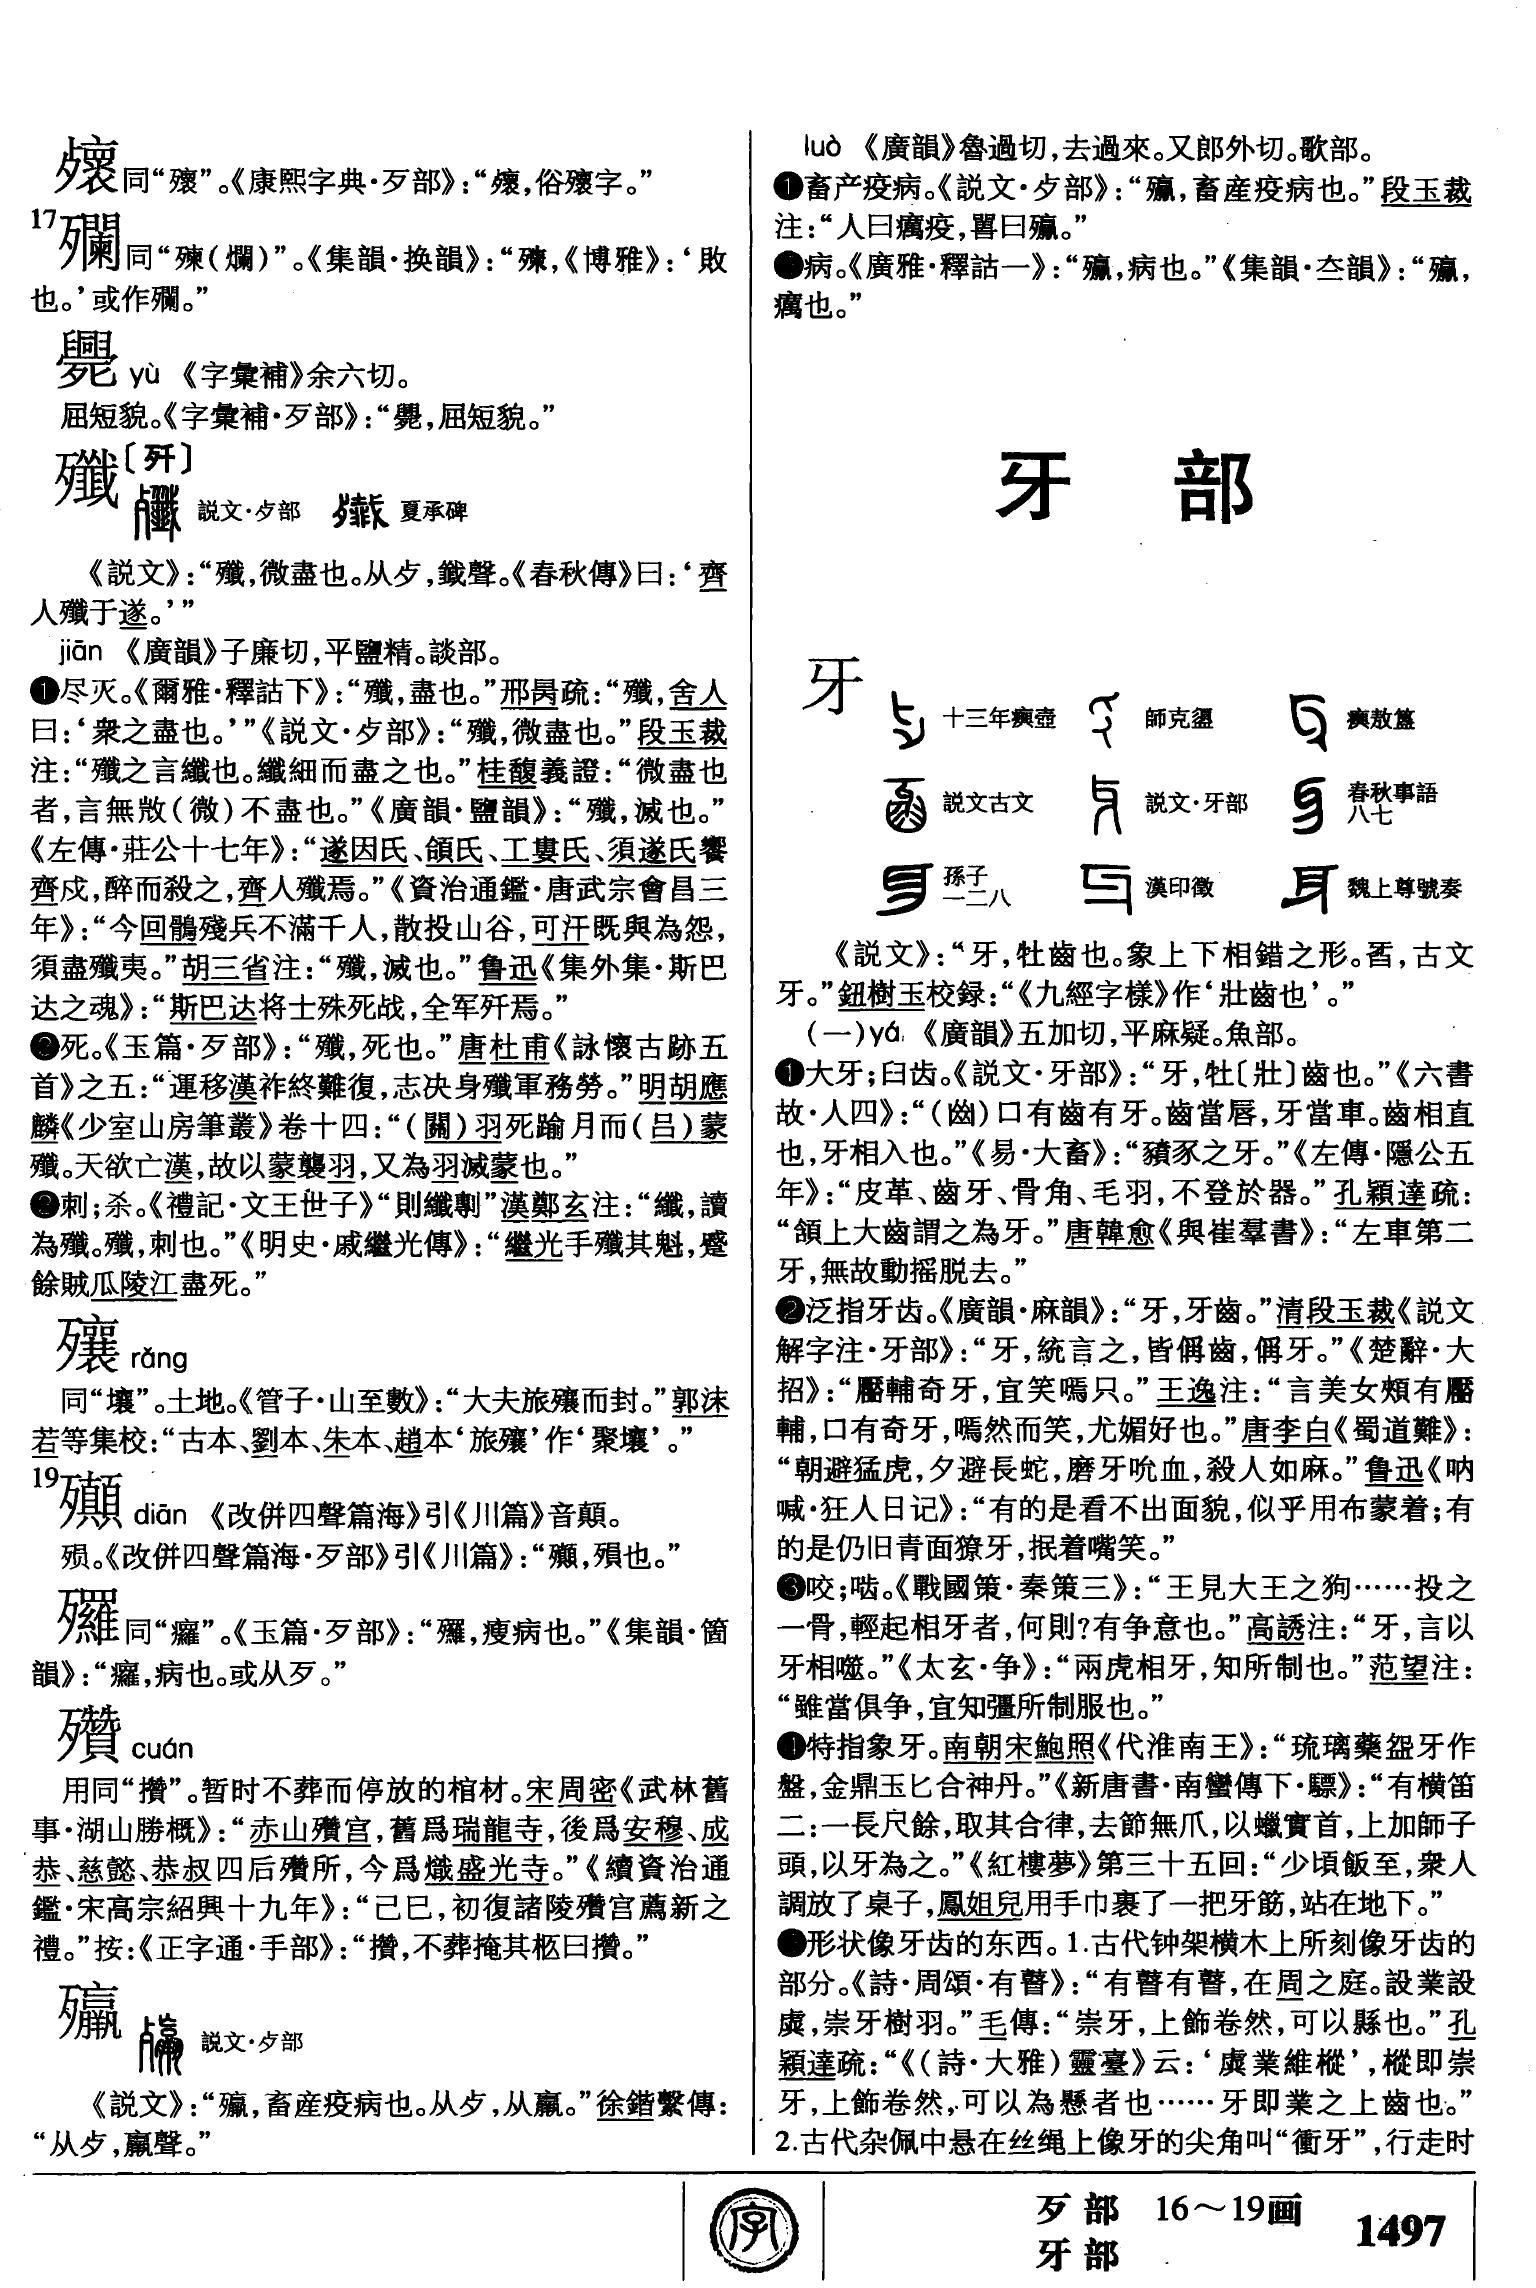 同“殬”。《康熙字典·歹部》:“,俗字。”
17
殰同“殐(爛)”。《集韻·换韻》:“殐,《博雅》:‘敗
也。’或作。”
yù 《字彙補》余六切。
屈短貌。《字彙補·歹部》:“,屈短貌。”
殲〔歼〕
説文·歺部 夏承碑
《説文》:“殲,微盡也。从歺,韱聲。《春秋傳》曰:‘齊
人殲于遂。’”
jiān 《廣韻》子廉切,平鹽精。談部。
❶尽灭。《爾雅·釋詁下》:“殲,盡也。”邢昺疏:“殲,舍人
曰:‘衆之盡也。’”《説文·歺部》:“殲,微盡也。”段玉裁
注:“殲之言纖也。纖細而盡之也。”桂馥義證:“微盡也
者,言無㪵(微)不盡也。”《廣韻·鹽韻》:“殲,滅也。”
《左傳·莊公十七年》:“遂因氏、頜氏、工婁氏、須遂氏饗
齊戍,醉而殺之,齊人殲焉。”《資治通鑑·唐武宗會昌三
年》:“今回鶻殘兵不滿千人,散投山谷,可汗既與為怨,
須盡殲夷。”胡三省注:“殲,滅也。”魯迅《集外集·斯巴
达之魂》:“斯巴达将士殊死战,全军歼焉。”
❷死。《玉篇·歹部》:“殲,死也。”唐杜甫《詠懷古跡五
首》之五:“運移漢祚終難復,志決身殲軍務勞。”明胡應
麟《少室山房筆叢》卷十四:“(關)羽死踰月而(吕)蒙
殲。天欲亡漢,故以蒙襲羽,又為羽滅蒙也。”
❸刺;杀。《禮記·文王世子》“則纖剸”漢鄭玄注:“纖,讀
為殲。殲,刺也。”《明史·戚繼光傳》:“繼光手殲其魁,蹙
餘賊瓜陵江盡死。”
rǎng
同“壤”。土地。《管子·山至數》:“大夫旅而封。”郭沫
若等集校:“古本、劉本、朱本、趙本‘旅’作‘聚壤’。”
19
diān 《改併四聲篇海》引《川篇》音顛。
殒。《改併四聲篇海·歹部》引《川篇》:“,殞也。”
同“癯”。《玉篇·歹部》:“,瘦病也。”《集韻·箇
韻》:“,病也。或从歹。”
cuán
用同“攢”。暂时不葬而停放的棺材。宋周密《武林舊
事·湖山勝概》:“赤山欑宫,舊爲瑞龍寺,後爲安穆、成
恭、慈懿、恭叔四后所,今爲熾盛光寺。”《續資治通
鑑·宋高宗紹興十九年》:“己巳,初復諸陵宫薦新之
禮。”按:《正字通·手部》:“攢,不葬掩其柩曰攢。”
説文·歺部
《説文》:“,畜産疫病也。从歺,从羸。”徐鍇繫傳:
“从歺,羸聲。”
luò 《廣韻》魯過切,去過來。又郎外切。歌部。
❶畜产疫病。《説文·歺部》:“,畜産疫病也。”段玉裁
注:“人曰癘疫,嘼曰。”
❷病。《廣雅·釋詁一》:“,病也。”《集韻·夳韻》:“,
癘也。”
牙 部
牙
十三年㾓壺 師克盨 㾓敖簋
説文古文 説文·牙部 春秋事語
八七
孫子
一二八 漢印徵 魏上尊號奏
《説文》:“牙,牡齒也。象上下相錯之形。,古文
牙。”鈕樹玉校録:“《九經字樣》作‘壯齒也’。”
(一)yá 《廣韻》五加切,平麻疑。魚部。
❶大牙;臼齿。《説文·牙部》:“牙,牡〔壯〕齒也。”《六書
故·人四》:“(齒)口有齒有牙。齒當唇,牙當車。齒相直
也,牙相入也。”《易·大畜》:“豶豕之牙。”《左傳·隱公五
年》:“皮革、齒牙、骨角、毛羽,不登於器。”孔穎達疏:
“頷上大齒謂之為牙。”唐韓愈《與崔羣書》:“左車第二
牙,無故動摇脱去。”
❷泛指牙齿。《廣韻·麻韻》:“牙,牙齒。”清段玉裁《説文
解字注·牙部》:“牙,統言之,皆偁齒,偁牙。”《楚辭·大
招》:“靨輔奇牙,宜笑嘕只。”王逸注:“言美女頰有靨
輔,口有奇牙,嘕然而笑,尤媚好也。”唐李白《蜀道難》:
“朝避猛虎,夕避長蛇,磨牙吮血,殺人如麻。”鲁迅《呐
喊·狂人日记》:“有的是看不出面貌,似乎用布蒙着;有
的是仍旧青面獠牙,抿着嘴笑。”
❸咬;啮。《戰國策·秦策三》:“王見大王之狗……投之
一骨,輕起相牙者,何則?有争意也。”高誘注:“牙,言以
牙相噬。”《太玄·争》:“兩虎相牙,知所制也。”范望注:
“雖當俱争,宜知彊所制服也。”
❹特指象牙。南朝宋鮑照《代淮南王》:“琉璃藥盌牙作
盤,金鼎玉匕合神丹。”《新唐書·南蠻傳下·驃》:“有横笛
二:一長尺餘,取其合律,去節無爪,以蠟實首,上加師子
頭,以牙為之。”《紅樓夢》第三十五回:“少頃飯至,衆人
調放了桌子,鳳姐兒用手巾裹了一把牙筯,站在地下。”
❺形状像牙齿的东西。1.古代钟架横木上所刻像牙齿的
部分。《詩·周頌·有瞽》:“有瞽有瞽,在周之庭。設業設
虡,崇牙樹羽。”毛傳:“崇牙,上飾卷然,可以縣也。”孔
穎達疏:“《(詩·大雅)靈臺》云:‘虡業維樅’,樅即崇
牙,上飾卷然,可以為懸者也……牙即業之上齒也。”
2.古代杂佩中悬在丝绳上像牙的尖角叫“衝牙”,行走时
字
歹部 16～19画
牙部
1497